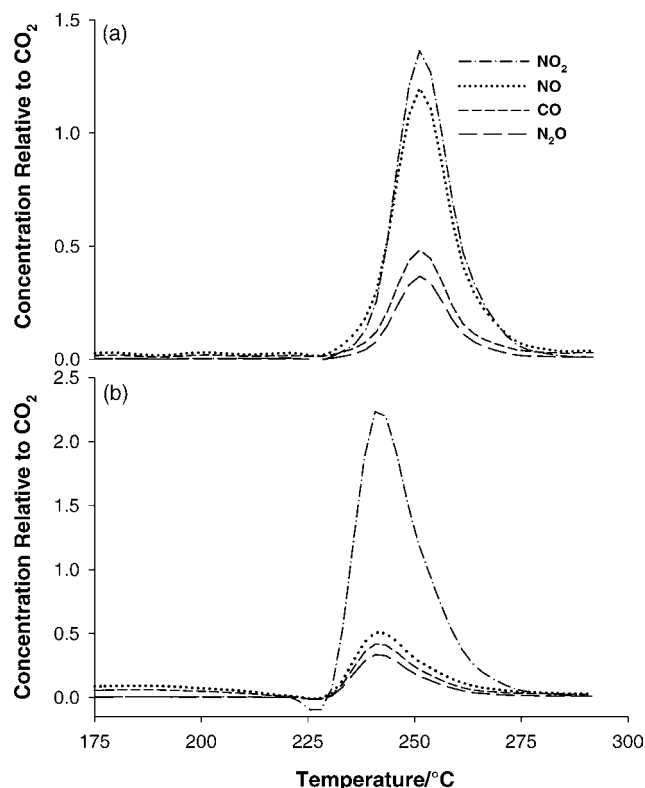 (a)
Concentration Relative to CO₂
1.5
1.0
0.5
0.0
NO₂
NO
CO
N₂O
(b)
Concentration Relative to CO₂
2.5
2.0
1.5
1.0
0.5
0.0
175 200 225 250 275 300
Temperature/°C